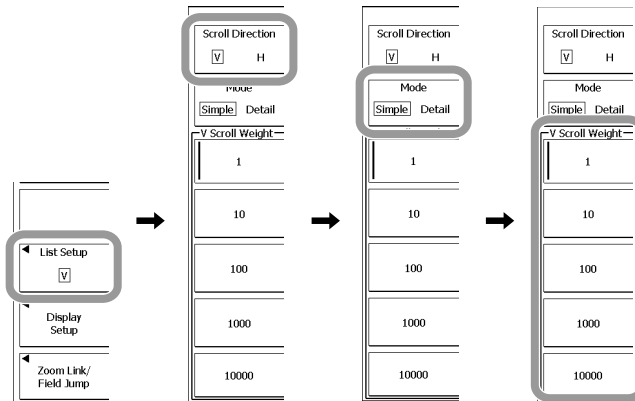 List Setup
V
Display
Setup
Zoom Link/
Field Jump
Scroll Direction
V H
Mode
Simple Detail
V Scroll Weight
1
10
100
1000
10000
Scroll Direction
V H
Mode
Simple Detail
1
10
100
1000
10000
Scroll Direction
V H
Mode
Simple Detail
V Scroll Weight
1
10
100
1000
10000